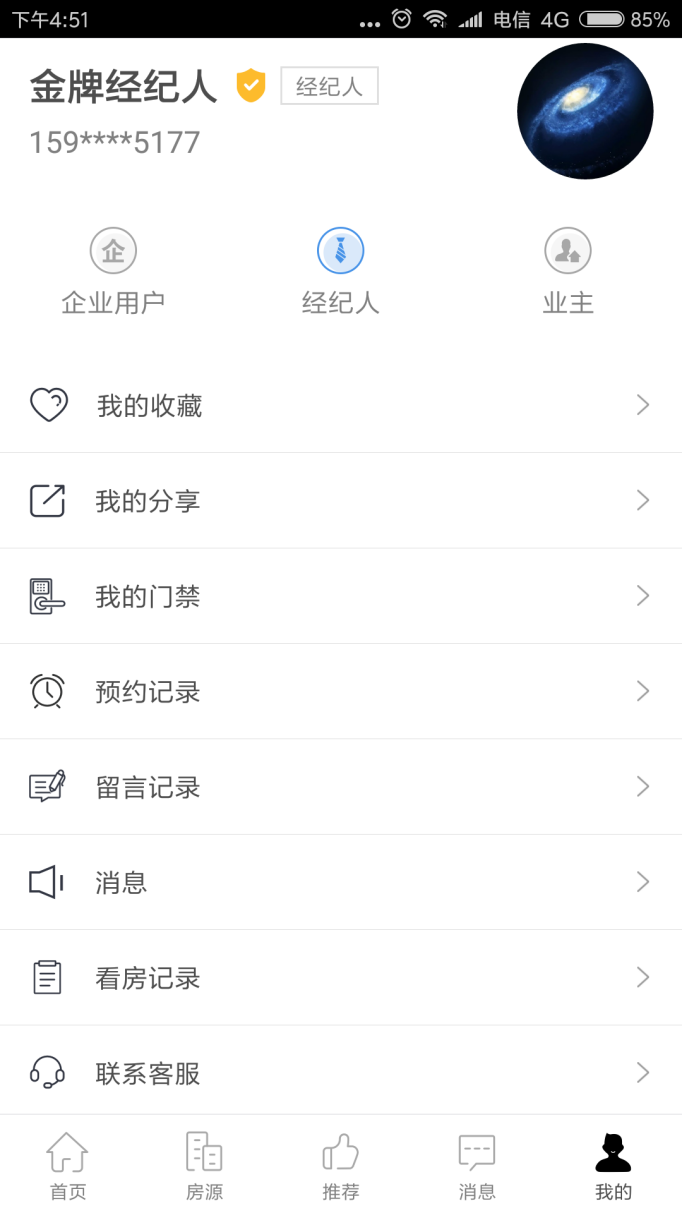 下午4:51 ... 电信 4G 85%
金牌经纪人 经纪人
159****5177
企
企业用户 经纪人 业主
我的收藏
我的分享
我的门禁
预约记录
留言记录
消息
看房记录
联系客服
首页 房源 推荐 消息 我的